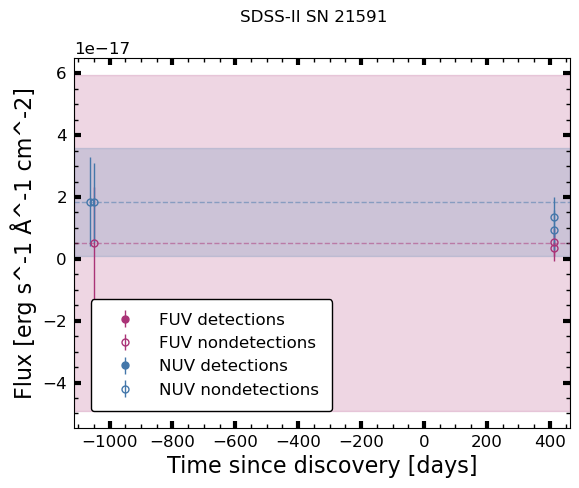 SDSS-II SN 21591
1e−17
Flux [erg s^-1 Å^-1 cm^-2]
6
4
2
0
−2
−4
FUV detections
FUV nondetections
NUV detections
NUV nondetections
−1000 −800 −600 −400 −200 0 200 400
Time since discovery [days]